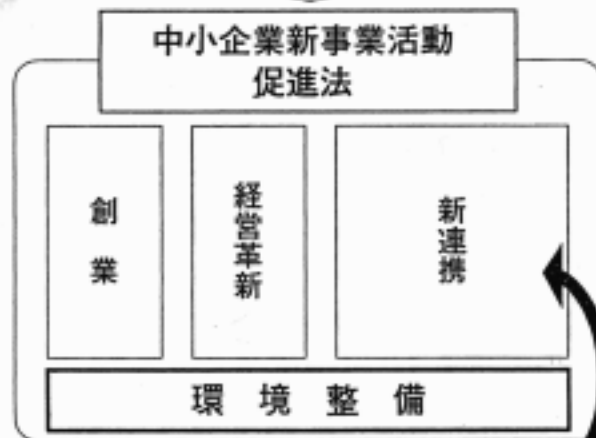 中小企業新事業活動
促進法
創業
経営革新
新連携
環境整備